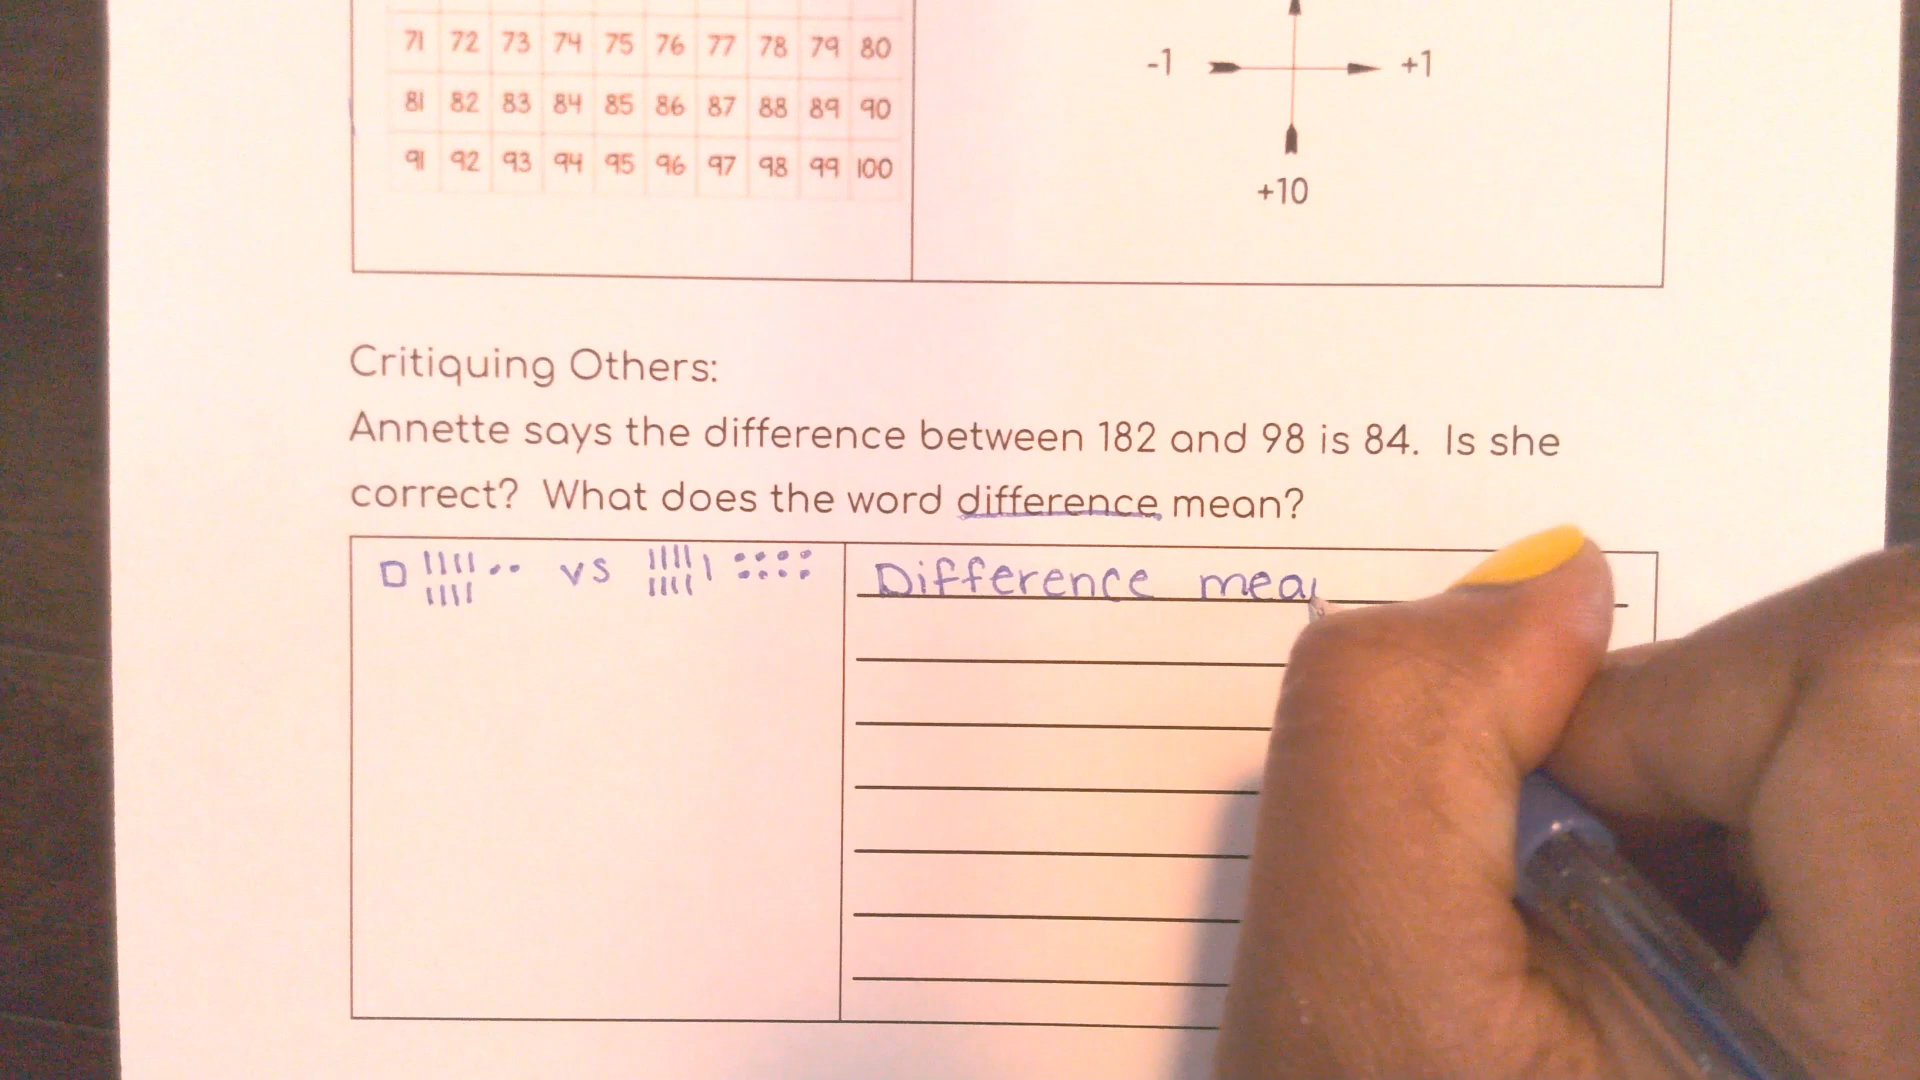 71 72 73 74 75 76 77 78 79 80
81 82 83 84 85 86 87 88 89 90
91 92 93 94 95 96 97 98 99 100
-1 +1
+10
Critiquing Others:
Annette says the difference between 182 and 98 is 84. Is she
correct? What does the word difference mean?
vs
Difference mea